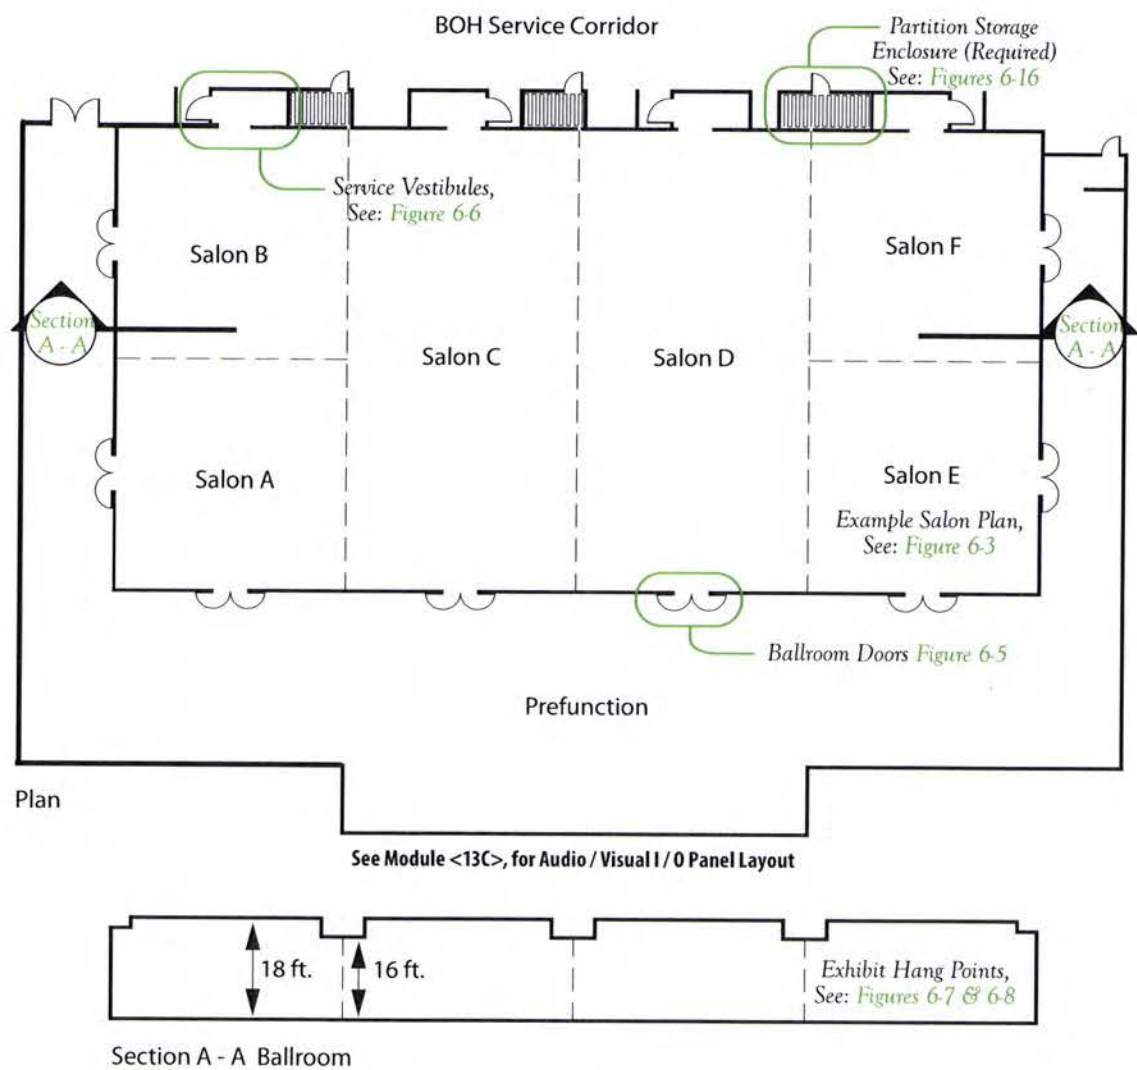 BOH Service Corridor
Partition Storage
Enclosure (Required)
See: Figures 6-16
Service Vestibules,
See: Figure 6-6
Salon B
Salon F
Section
A - A
Section
A - A
Salon C
Salon D
Salon A
Salon E
Example Salon Plan,
See: Figure 6-3
Ballroom Doors Figure 6-5
Prefunction
Plan
See Module <13C>, for Audio / Visual I / O Panel Layout
18 ft.
16 ft.
Exhibit Hang Points,
See: Figures 6-7 & 6-8
Section A - A Ballroom